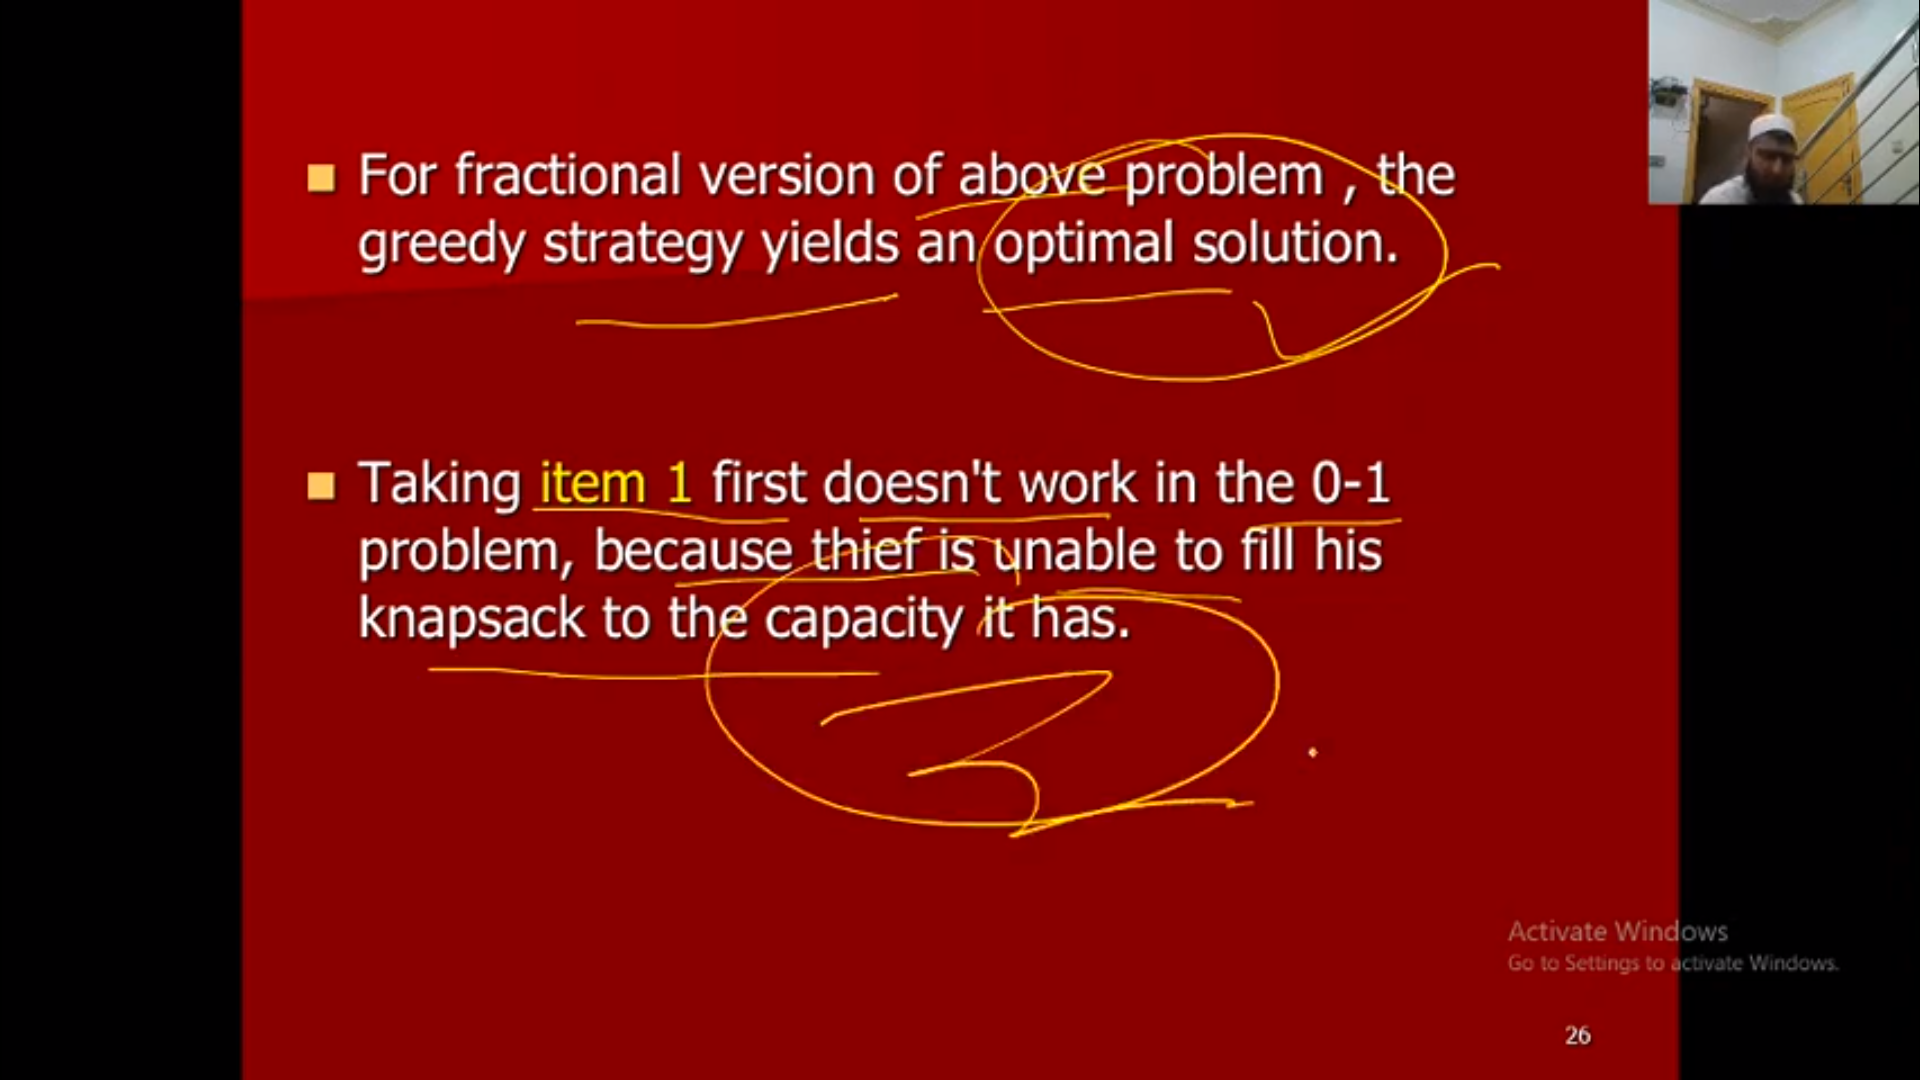 For fractional version of above problem , the
greedy strategy yields an optimal solution.
Taking item 1 first doesn't work in the 0-1
problem, because thief is unable to fill his
knapsack to the capacity it has.
Activate Windows
Go to Settings to activate Windows.
26